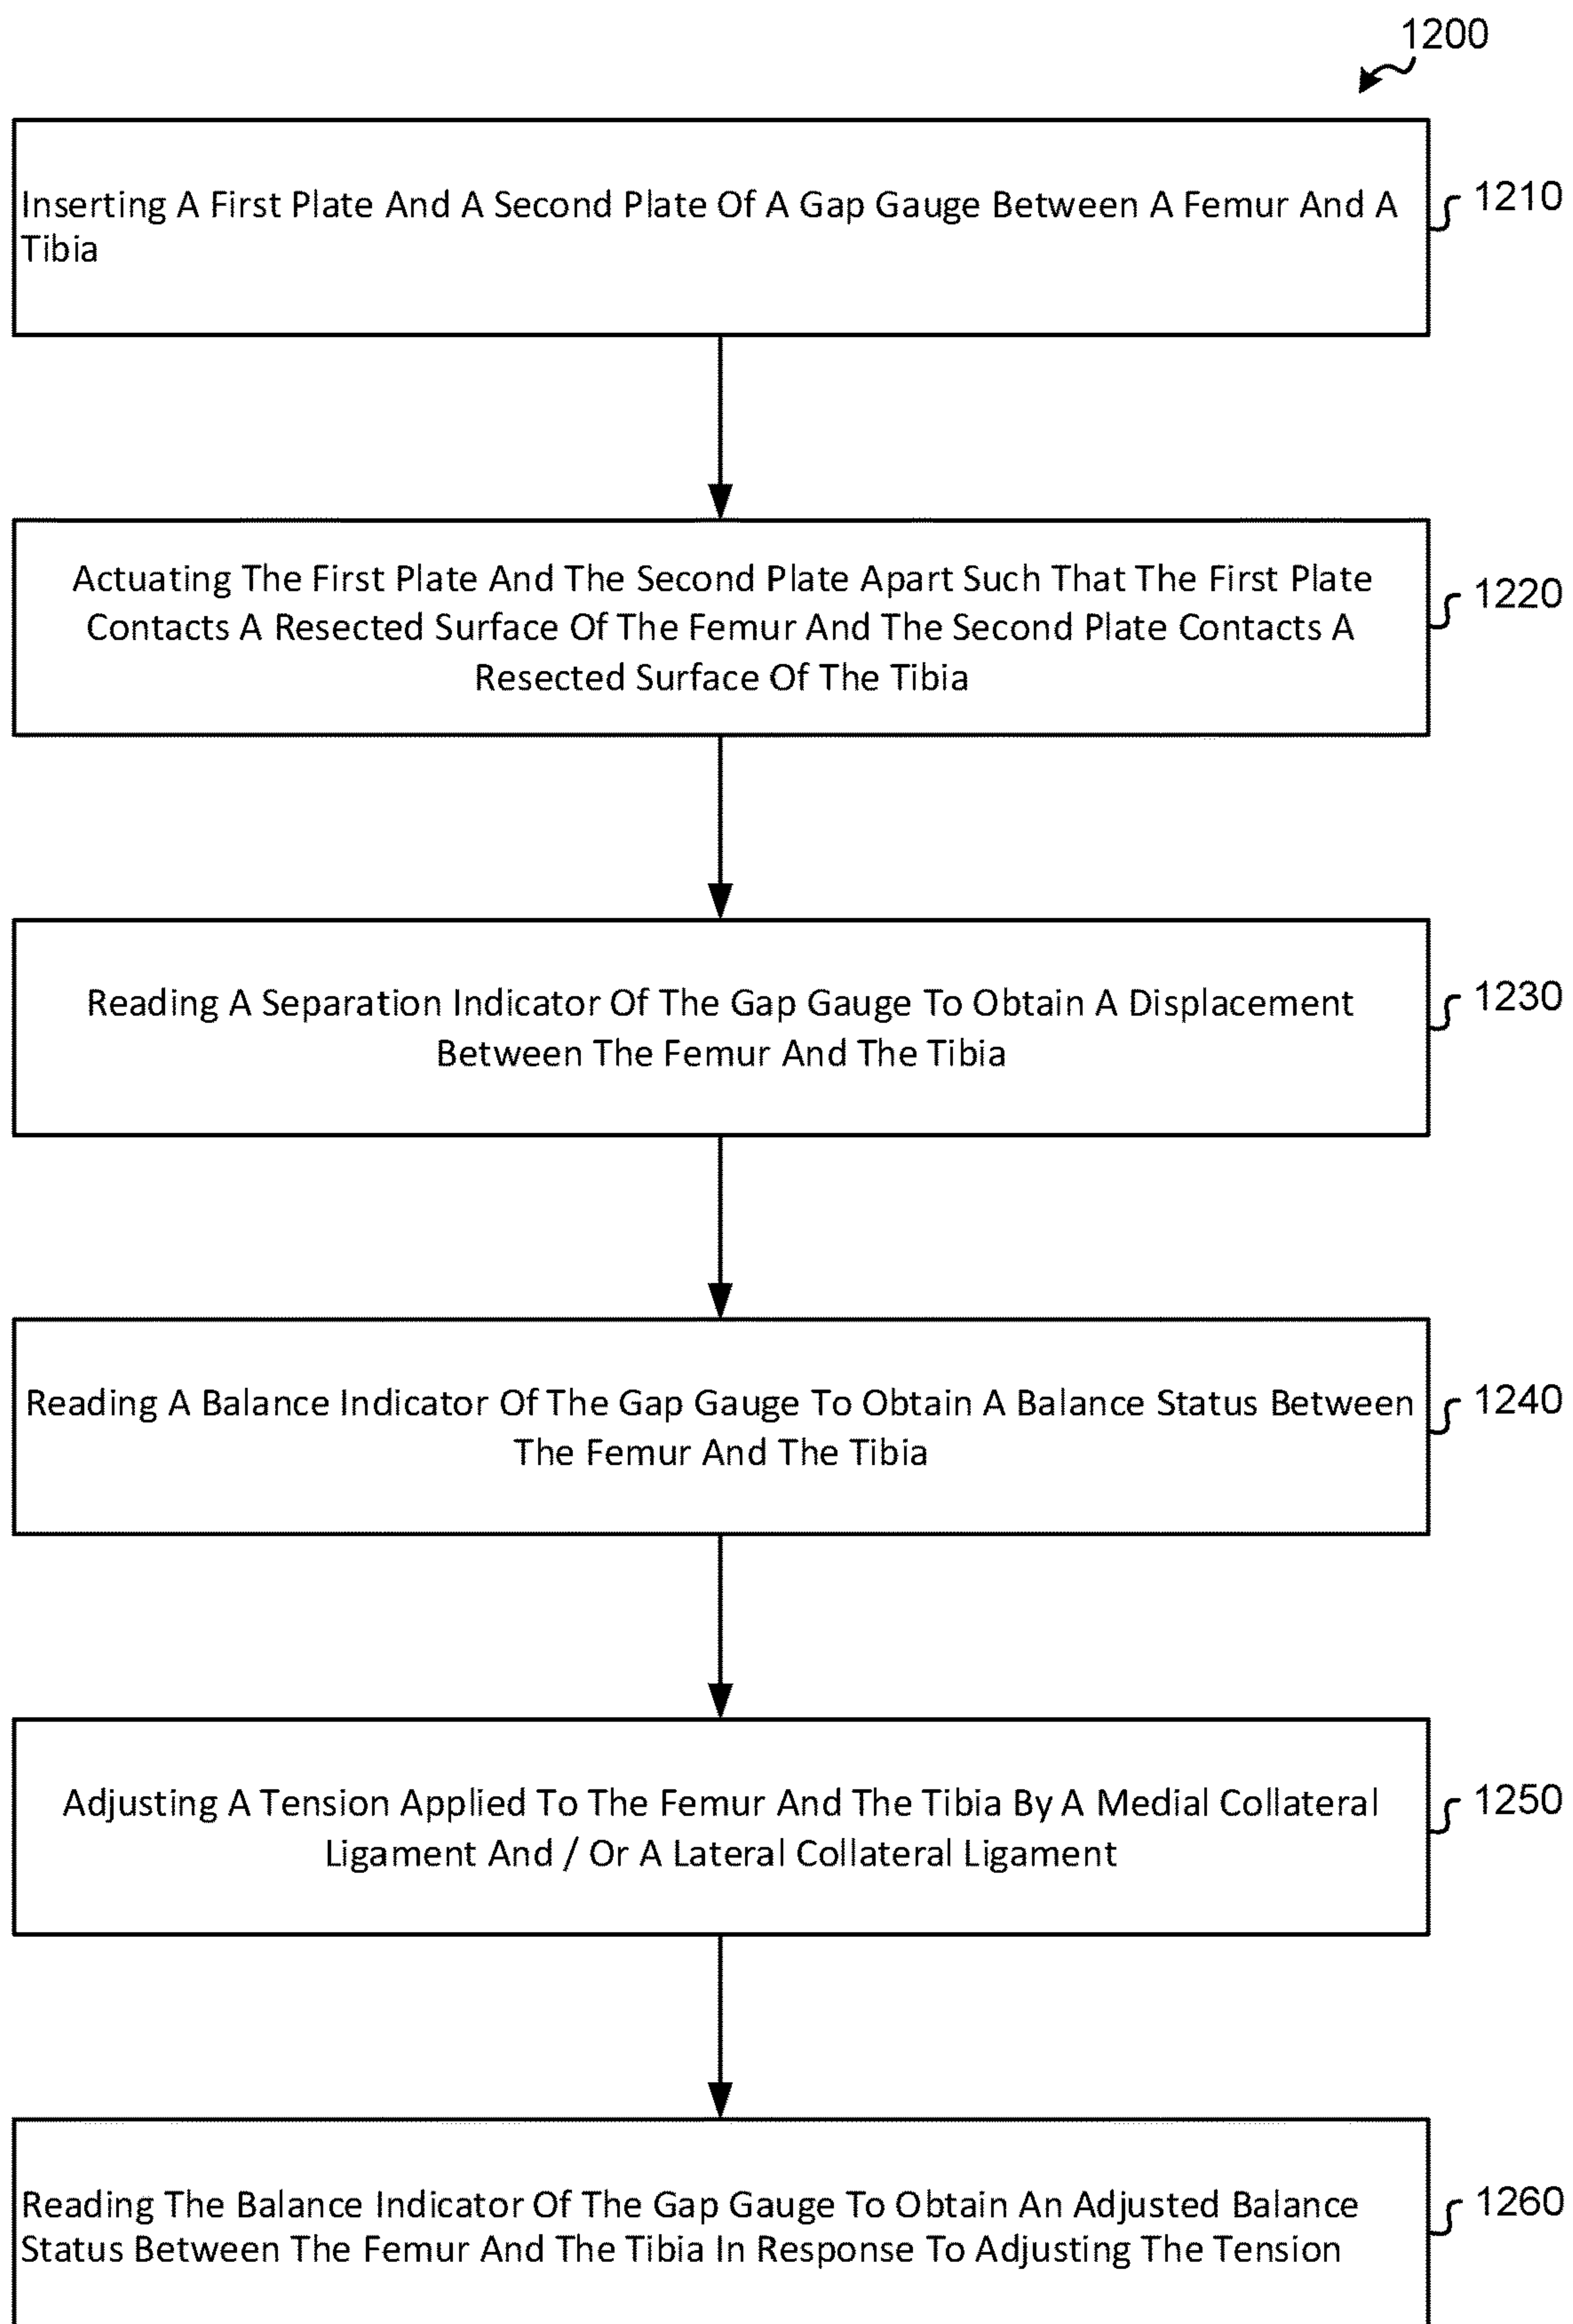 1200
Inserting A First Plate And A Second Plate Of A Gap Gauge Between A Femur And A
Tibia
1210
Actuating The First Plate And The Second Plate Apart Such That The First Plate
Contacts A Resected Surface Of The Femur And The Second Plate Contacts A
Resected Surface Of The Tibia
1220
Reading A Separation Indicator Of The Gap Gauge To Obtain A Displacement
Between The Femur And The Tibia
1230
Reading A Balance Indicator Of The Gap Gauge To Obtain A Balance Status Between
The Femur And The Tibia
1240
Adjusting A Tension Applied To The Femur And The Tibia By A Medial Collateral
Ligament And / Or A Lateral Collateral Ligament
1250
Reading The Balance Indicator Of The Gap Gauge To Obtain An Adjusted Balance
Status Between The Femur And The Tibia In Response To Adjusting The Tension
1260